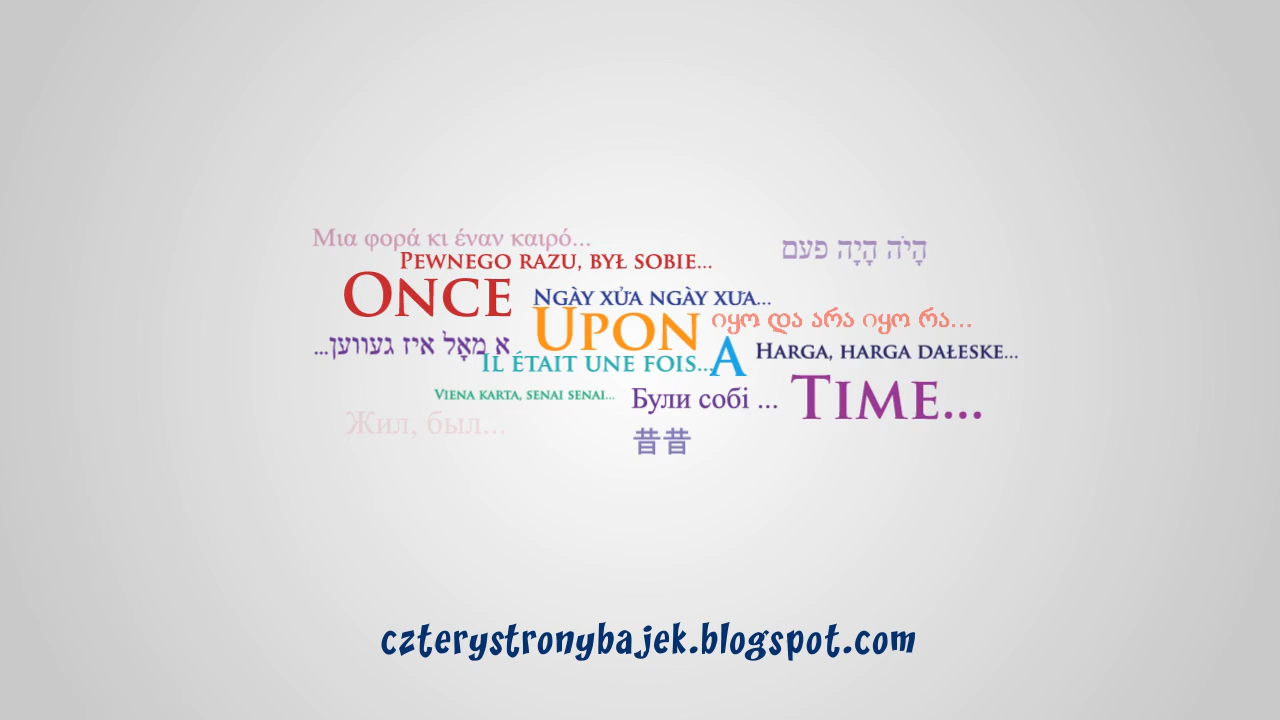 Μια φορά κι έναν καιρό...
הָיֹה הָיָה פעם
Pewnego razu, był sobie...
Once
Ngày xửa ngày xưa...
Upon
იყო და არა იყო რა...
א מאָל איז געווען...
Il était une fois...
A
Harga, harga dałeske...
Viena karta, senai senai...
Були собі ...
Time...
Жил, был...
昔昔
czterystronybajek.blogspot.com